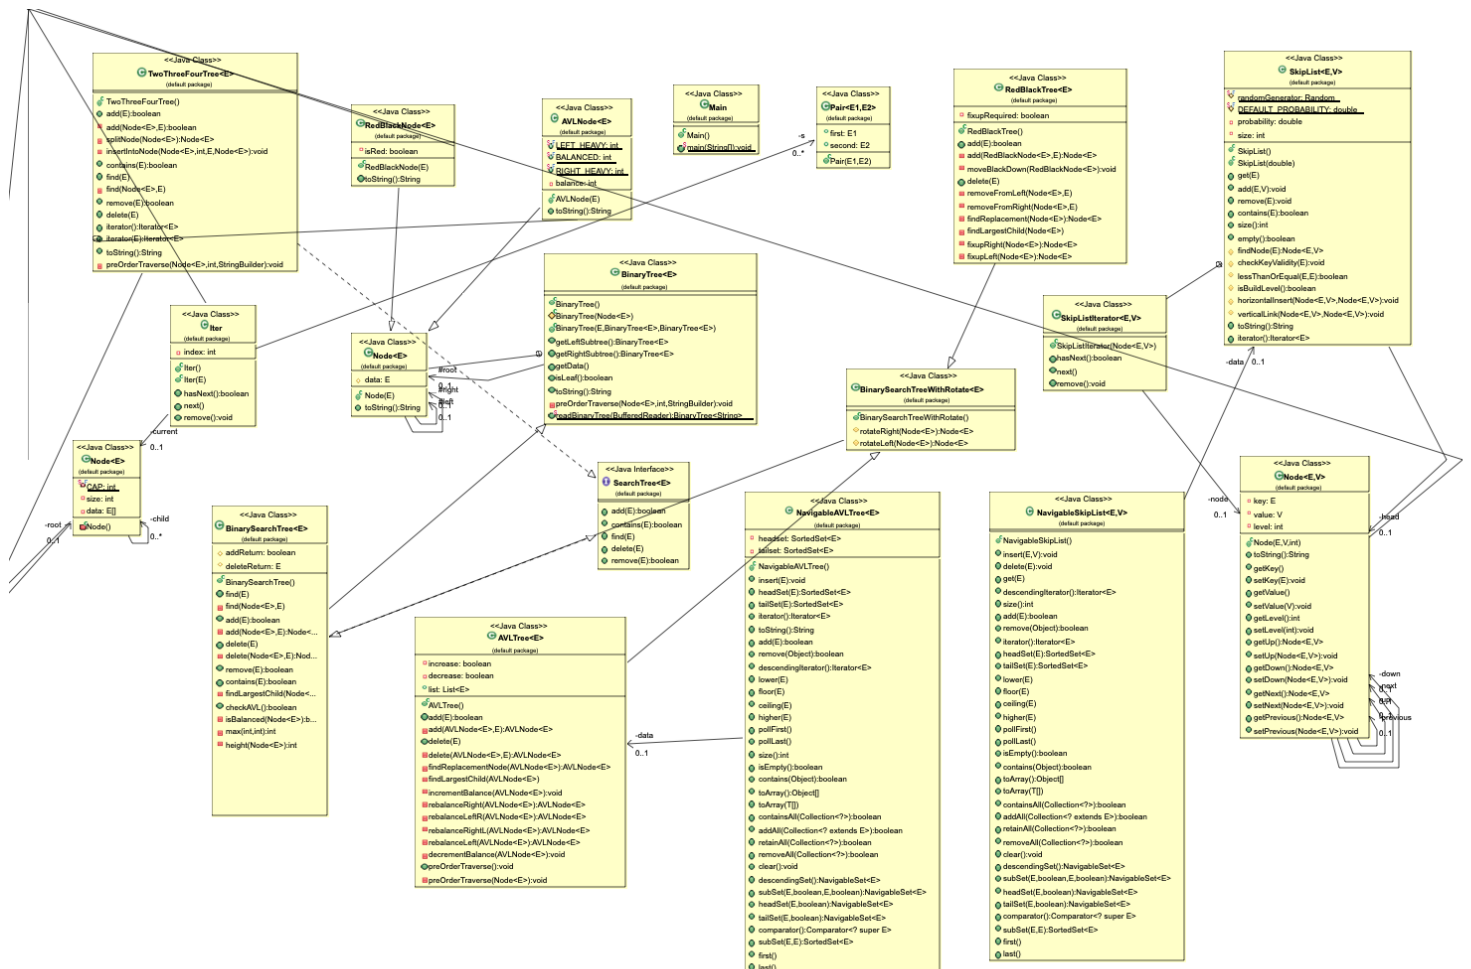 <<Java Class>>
TwoThreeFourTree<E>
(default package)
TwoThreeFourTree()
add(E):boolean
add(Node<E>,E):boolean
splitNode(Node<E>):Node<E>
insertIntoNode(Node<E>,int,E,Node<E>):void
contains(E):boolean
find(E)
find(Node<E>,E)
remove(E):boolean
delete(E)
iterator():Iterator<E>
iterator(E):Iterator<E>
toString():String
preOrderTraverse(Node<E>,int,StringBuilder):void
<<Java Class>>
RedBlackNode<E>
(default package)
isRed: boolean
RedBlackNode(E)
toString():String
<<Java Class>>
AVLNode<E>
(default package)
LEFT_HEAVY: int
BALANCED: int
RIGHT_HEAVY: int
balance: int
AVLNode(E)
toString():String
<<Java Class>>
Main
(default package)
Main()
main(String[]):void
-s
0..*
<<Java Class>>
Pair<E1,E2>
(default package)
first: E1
second: E2
Pair(E1,E2)
<<Java Class>>
RedBlackTree<E>
(default package)
fixupRequired: boolean
RedBlackTree()
add(E):boolean
add(RedBlackNode<E>,E):Node<E>
moveBlackDown(RedBlackNode<E>):void
delete(E)
removeFromLeft(Node<E>,E)
removeFromRight(Node<E>,E)
findReplacement(Node<E>):Node<E>
findLargestChild(Node<E>)
fixupRight(Node<E>):Node<E>
fixupLeft(Node<E>):Node<E>
<<Java Class>>
SkipList<E,V>
(default package)
randomGenerator: Random
DEFAULT_PROBABILITY: double
probability: double
size: int
SkipList()
SkipList(double)
get(E)
add(E,V):void
remove(E):void
contains(E):boolean
size():int
empty():boolean
findNode(E):Node<E,V>
checkKeyValidity(E):void
lessThanOrEqual(E,E):boolean
isBuildLevel():boolean
horizontalInsert(Node<E,V>,Node<E,V>):void
verticalLink(Node<E,V>,Node<E,V>):void
toString():String
iterator():Iterator<E>
<<Java Class>>
Iter
(default package)
index: int
Iter()
Iter(E)
hasNext():boolean
next()
remove():void
-current
0..1
<<Java Class>>
Node<E>
(default package)
data: E
Node(E)
toString():String
#root
0..1
#right
#left
0..1
0..1
<<Java Class>>
BinaryTree<E>
(default package)
BinaryTree()
BinaryTree(Node<E>)
BinaryTree(E,BinaryTree<E>,BinaryTree<E>)
getLeftSubtree():BinaryTree<E>
getRightSubtree():BinaryTree<E>
getData()
isLeaf():boolean
toString():String
preOrderTraverse(Node<E>,int,StringBuilder):void
readBinaryTree(BufferedReader):BinaryTree<String>
<<Java Class>>
SkipListIterator<E,V>
(default package)
SkipListIterator(Node<E,V>)
hasNext():boolean
next()
remove():void
-data
0..1
<<Java Class>>
BinarySearchTreeWithRotate<E>
(default package)
BinarySearchTreeWithRotate()
rotateRight(Node<E>):Node<E>
rotateLeft(Node<E>):Node<E>
<<Java Class>>
Node<E>
(default package)
CAP: int
size: int
data: E[]
Node()
-root
0..1
-child
0..*
<<Java Class>>
BinarySearchTree<E>
(default package)
addReturn: boolean
deleteReturn: E
BinarySearchTree()
find(E)
find(Node<E>,E)
add(E):boolean
add(Node<E>,E):Node<...
delete(E)
delete(Node<E>,E):Nod...
remove(E):boolean
contains(E):boolean
findLargestChild(Node<...
checkAVL():boolean
isBalanced(Node<E>):b...
max(int,int):int
height(Node<E>):int
<<Java Interface>>
SearchTree<E>
(default package)
add(E):boolean
contains(E):boolean
find(E)
delete(E)
remove(E):boolean
<<Java Class>>
AVLTree<E>
(default package)
increase: boolean
decrease: boolean
list: List<E>
AVLTree()
add(E):boolean
add(AVLNode<E>,E):AVLNode<E>
delete(E)
delete(AVLNode<E>,E):AVLNode<E>
findReplacementNode(AVLNode<E>):AVLNode<E>
findLargestChild(AVLNode<E>)
incrementBalance(AVLNode<E>):void
rebalanceRight(AVLNode<E>):AVLNode<E>
rebalanceLeftR(AVLNode<E>):AVLNode<E>
rebalanceRightL(AVLNode<E>):AVLNode<E>
rebalanceLeft(AVLNode<E>):AVLNode<E>
decrementBalance(AVLNode<E>):void
preOrderTraverse():void
preOrderTraverse(Node<E>):void
-data
0..1
<<Java Class>>
NavigableAVLTree<E>
(default package)
headset: SortedSet<E>
tailset: SortedSet<E>
NavigableAVLTree()
insert(E):void
headSet(E):SortedSet<E>
tailSet(E):SortedSet<E>
iterator():Iterator<E>
toString():String
add(E):boolean
remove(Object):boolean
descendingIterator():Iterator<E>
lower(E)
floor(E)
ceiling(E)
higher(E)
pollFirst()
pollLast()
size():int
isEmpty():boolean
contains(Object):boolean
toArray():Object[]
toArray(T[])
containsAll(Collection<?>):boolean
addAll(Collection<? extends E>):boolean
retainAll(Collection<?>):boolean
removeAll(Collection<?>):boolean
clear():void
descendingSet():NavigableSet<E>
subSet(E,boolean,E,boolean):NavigableSet<E>
headSet(E,boolean):NavigableSet<E>
tailSet(E,boolean):NavigableSet<E>
comparator():Comparator<? super E>
subSet(E,E):SortedSet<E>
first()
last()
<<Java Class>>
NavigableSkipList<E,V>
(default package)
NavigableSkipList()
insert(E,V):void
delete(E):void
get(E)
descendingIterator():Iterator<E>
size():int
add(E):boolean
remove(Object):boolean
iterator():Iterator<E>
headSet(E):SortedSet<E>
tailSet(E):SortedSet<E>
lower(E)
floor(E)
ceiling(E)
higher(E)
pollFirst()
pollLast()
isEmpty():boolean
contains(Object):boolean
toArray():Object[]
toArray(T[])
containsAll(Collection<?>):boolean
addAll(Collection<? extends E>):boolean
retainAll(Collection<?>):boolean
removeAll(Collection<?>):boolean
clear():void
descendingSet():NavigableSet<E>
subSet(E,boolean,E,boolean):NavigableSet<E>
headSet(E,boolean):NavigableSet<E>
tailSet(E,boolean):NavigableSet<E>
comparator():Comparator<? super E>
subSet(E,E):SortedSet<E>
first()
last()
-node
0..1
<<Java Class>>
Node<E,V>
(default package)
key: E
value: V
level: int
Node(E,V,int)
toString():String
getKey()
setKey(E):void
getValue()
setValue(V):void
getLevel():int
setLevel(int):void
getUp():Node<E,V>
setUp(Node<E,V>):void
getDown():Node<E,V>
setDown(Node<E,V>):void
getNext():Node<E,V>
setNext(Node<E,V>):void
getPrevious():Node<E,V>
setPrevious(Node<E,V>):void
-head
0..1
-down
-next
0..1
-previous
0..1